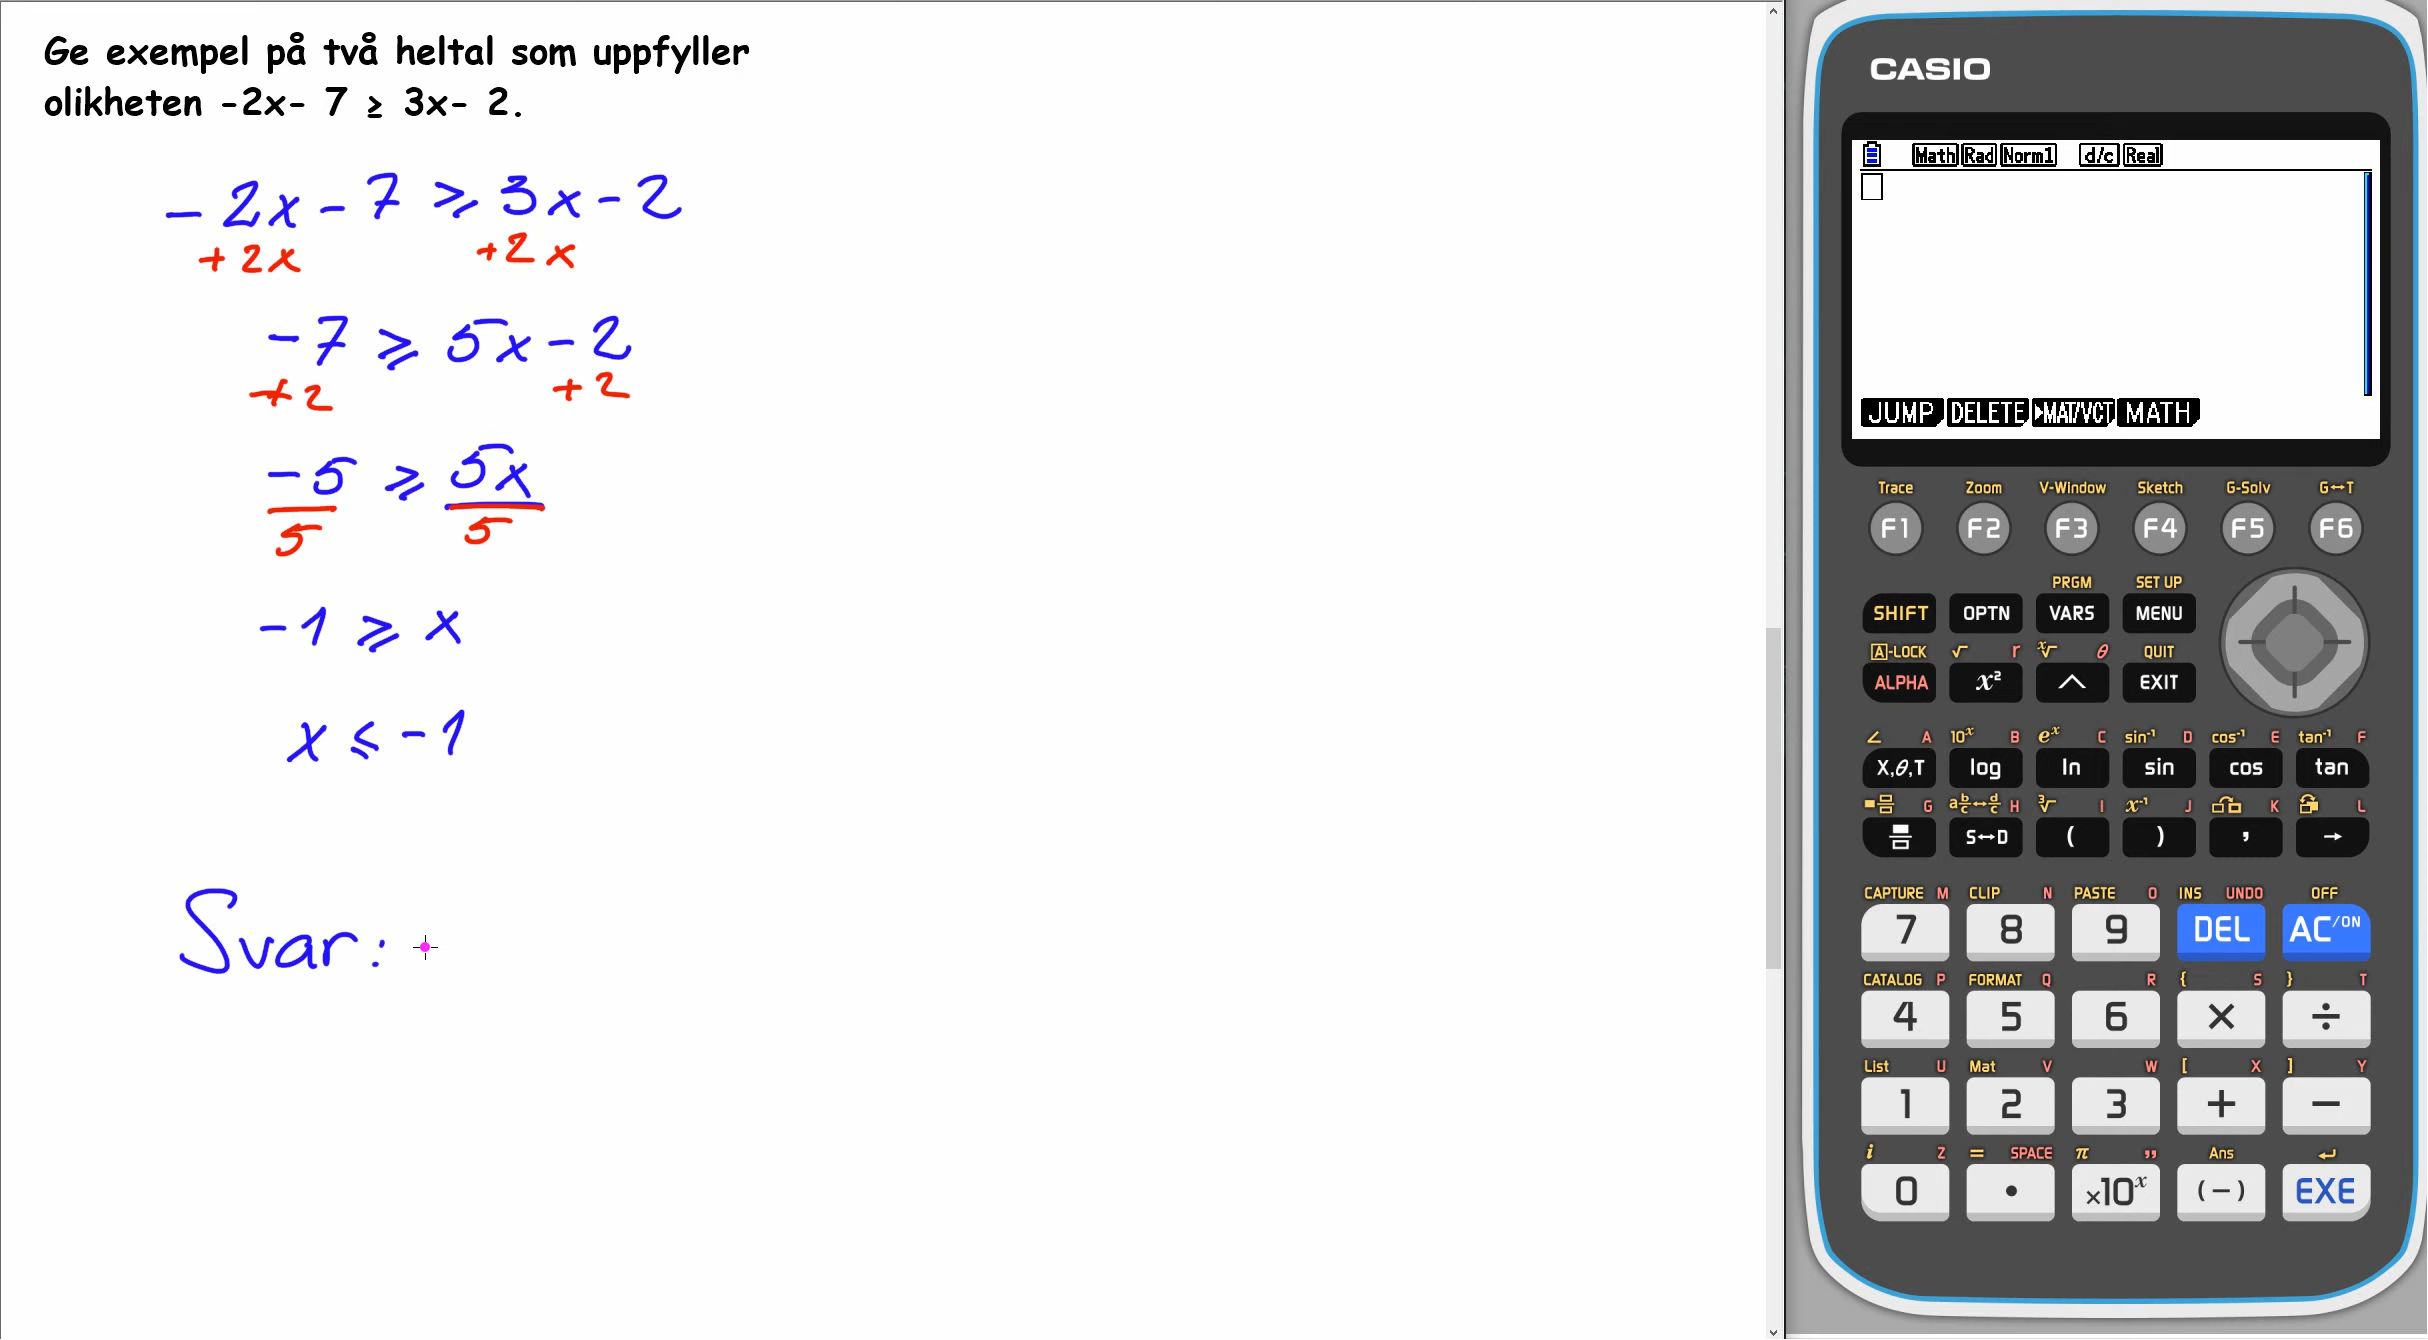 Ge exempel på två heltal som uppfyller
olikheten -2x- 7 ≥ 3x- 2.
- 2x - 7 ⩾ 3x - 2
+2x +2x
-7 ⩾ 5x - 2
+2 +2
-5 ⩾ 5x
5 5
-1 ⩾ x
x ⩽ -1
Svar:
CASIO
Math Rad Norm1 d/c Real
JUMP DELETE ▶MAT/VCT MATH
Trace Zoom V-Window Sketch G-Solv G↔T
F1 F2 F3 F4 F5 F6
PRGM SET UP
SHIFT OPTN VARS MENU
A-LOCK √ r ˣ√ θ QUIT
ALPHA x² ^ EXIT
∠ A 10ˣ B eˣ C sin⁻¹ D cos⁻¹ E tan⁻¹ F
X,θ,T log ln sin cos tan
G a b/c↔d/c H ³√ I x⁻¹ J K L
S↔D ( ) , →
CAPTURE M CLIP N PASTE O INS UNDO OFF
7 8 9 DEL AC/ON
CATALOG P FORMAT Q R { S } T
4 5 6 × ÷
List U Mat V W [ X ] Y
1 2 3 + −
i Z = SPACE π " Ans ↵
0 • ×10ˣ (−) EXE